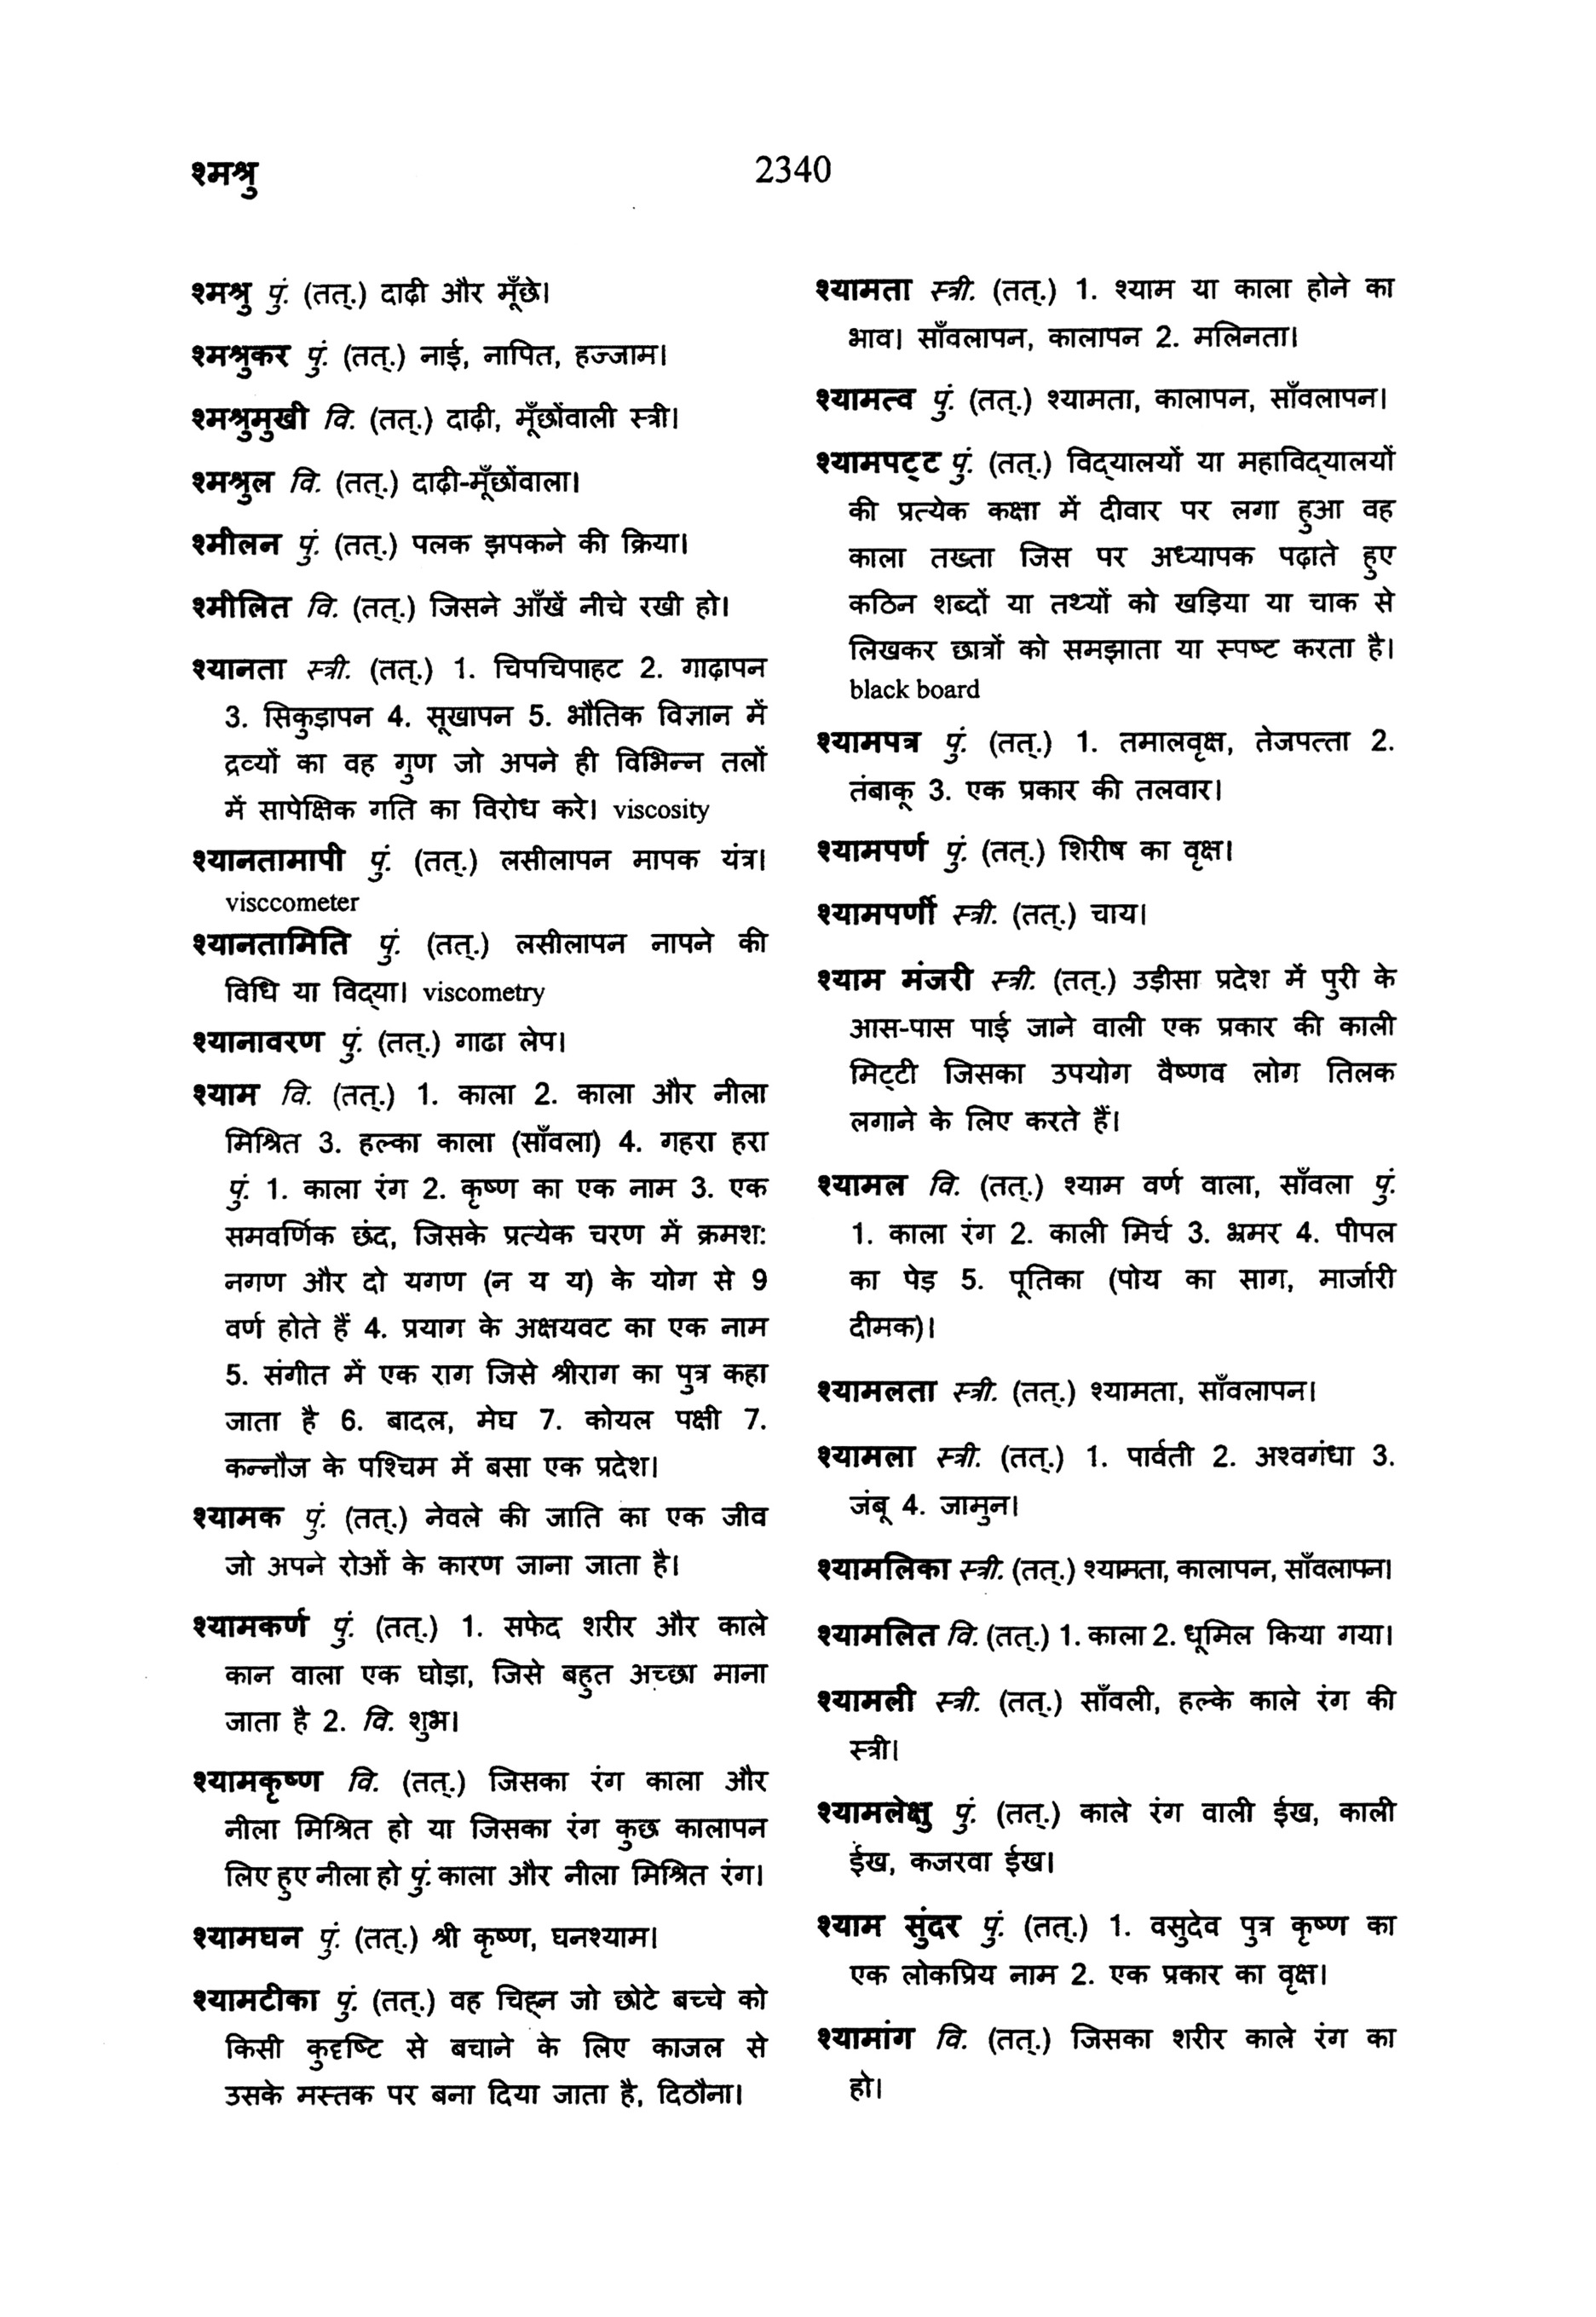 श्मश्रु
2340
श्मश्रु पुं. (तत्.) दाढ़ी और मूँछे।
श्मश्रुकर पुं. (तत्.) नाई, नापित, हज्जाम।
श्मश्रुमुखी वि. (तत्.) दाढ़ी, मूँछोंवाली स्त्री।
श्मश्रुल वि. (तत्.) दाढ़ी-मूँछोंवाला।
श्मीलन पुं. (तत्.) पलक झपकने की क्रिया।
श्मीलित वि. (तत्.) जिसने आँखें नीचे रखी हो।
श्यानता स्त्री. (तत्.) 1. चिपचिपाहट 2. गाढ़ापन
3. सिकुड़ापन 4. सूखापन 5. भौतिक विज्ञान में
द्रव्यों का वह गुण जो अपने ही विभिन्न तलों
में सापेक्षिक गति का विरोध करे। viscosity
श्यानतामापी पुं. (तत्.) लसीलापन मापक यंत्र।
visccometer
श्यानतामिति पुं. (तत्.) लसीलापन नापने की
विधि या विद्‌या। viscometry
श्यानावरण पुं. (तत्.) गाढा लेप।
श्याम वि. (तत्.) 1. काला 2. काला और नीला
मिश्रित 3. हल्का काला (साँवला) 4. गहरा हरा
पुं. 1. काला रंग 2. कृष्ण का एक नाम 3. एक
समवर्णिक छंद, जिसके प्रत्येक चरण में क्रमश:
नगण और दो यगण (न य य) के योग से 9
वर्ण होते हैं 4. प्रयाग के अक्षयवट का एक नाम
5. संगीत में एक राग जिसे श्रीराग का पुत्र कहा
जाता है 6. बादल, मेघ 7. कोयल पक्षी 7.
कन्नौज के पश्चिम में बसा एक प्रदेश।
श्यामक पुं. (तत्.) नेवले की जाति का एक जीव
जो अपने रोओं के कारण जाना जाता है।
श्यामकर्ण पुं. (तत्.) 1. सफेद शरीर और काले
कान वाला एक घोड़ा, जिसे बहुत अच्छा माना
जाता है 2. वि. शुभ।
श्यामकृष्ण वि. (तत्.) जिसका रंग काला और
नीला मिश्रित हो या जिसका रंग कुछ कालापन
लिए हुए नीला हो पुं. काला और नीला मिश्रित रंग।
श्यामघन पुं. (तत्.) श्री कृष्ण, घनश्याम।
श्यामटीका पुं. (तत्.) वह चिह्‌न जो छोटे बच्चे को
किसी कुदृष्टि से बचाने के लिए काजल से
उसके मस्तक पर बना दिया जाता है, दिठौना।
श्यामता स्त्री. (तत्.) 1. श्याम या काला होने का
भाव। साँवलापन, कालापन 2. मलिनता।
श्यामत्व पुं. (तत्.) श्यामता, कालापन, साँवलापन।
श्यामपट्‌ट पुं. (तत्.) विद्‌यालयों या महाविद्‌यालयों
की प्रत्येक कक्षा में दीवार पर लगा हुआ वह
काला तख्ता जिस पर अध्यापक पढ़ाते हुए
कठिन शब्दों या तथ्यों को खड़िया या चाक से
लिखकर छात्रों को समझाता या स्पष्ट करता है।
black board
श्यामपत्र पुं. (तत्.) 1. तमालवृक्ष, तेजपत्ता 2.
तंबाकू 3. एक प्रकार की तलवार।
श्यामपर्ण पुं. (तत्.) शिरीष का वृक्ष।
श्यामपर्णी स्त्री. (तत्.) चाय।
श्याम मंजरी स्त्री. (तत्.) उड़ीसा प्रदेश में पुरी के
आस-पास पाई जाने वाली एक प्रकार की काली
मिट्‌टी जिसका उपयोग वैष्णव लोग तिलक
लगाने के लिए करते हैं।
श्यामल वि. (तत्.) श्याम वर्ण वाला, साँवला पुं.
1. काला रंग 2. काली मिर्च 3. भ्रमर 4. पीपल
का पेड़ 5. पूतिका (पोय का साग, मार्जारी
दीमक)।
श्यामलता स्त्री. (तत्.) श्यामता, साँवलापन।
श्यामला स्त्री. (तत्.) 1. पार्वती 2. अश्वगंधा 3.
जंबू 4. जामुन।
श्यामलिका स्त्री. (तत्.) श्यामता, कालापन, साँवलापन।
श्यामलित वि. (तत्.) 1. काला 2. धूमिल किया गया।
श्यामली स्त्री. (तत्.) साँवली, हल्के काले रंग की
स्त्री।
श्यामलेक्षु पुं. (तत्.) काले रंग वाली ईख, काली
ईख, कजरवा ईख।
श्याम सुंदर पुं. (तत्.) 1. वसुदेव पुत्र कृष्ण का
एक लोकप्रिय नाम 2. एक प्रकार का वृक्ष।
श्यामांग वि. (तत्.) जिसका शरीर काले रंग का
हो।